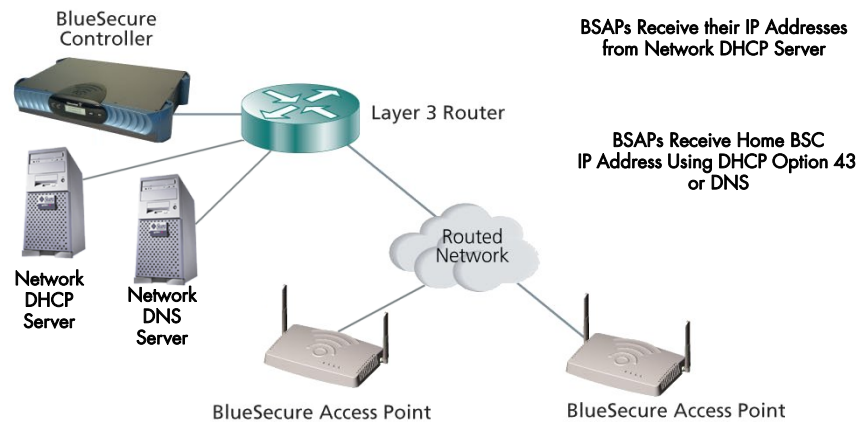 BlueSecure
Controller
BSAPs Receive their IP Addresses
from Network DHCP Server
Layer 3 Router
BSAPs Receive Home BSC
IP Address Using DHCP Option 43
or DNS
Routed
Network
Network
DHCP
Server
Network
DNS
Server
BlueSecure Access Point
BlueSecure Access Point